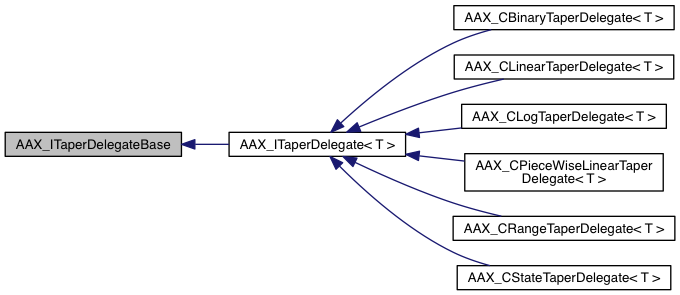 AAX_CBinaryTaperDelegate< T >
AAX_CLinearTaperDelegate< T >
AAX_CLogTaperDelegate< T >
AAX_ITaperDelegateBase
AAX_ITaperDelegate< T >
AAX_CPieceWiseLinearTaper
Delegate< T >
AAX_CRangeTaperDelegate< T >
AAX_CStateTaperDelegate< T >